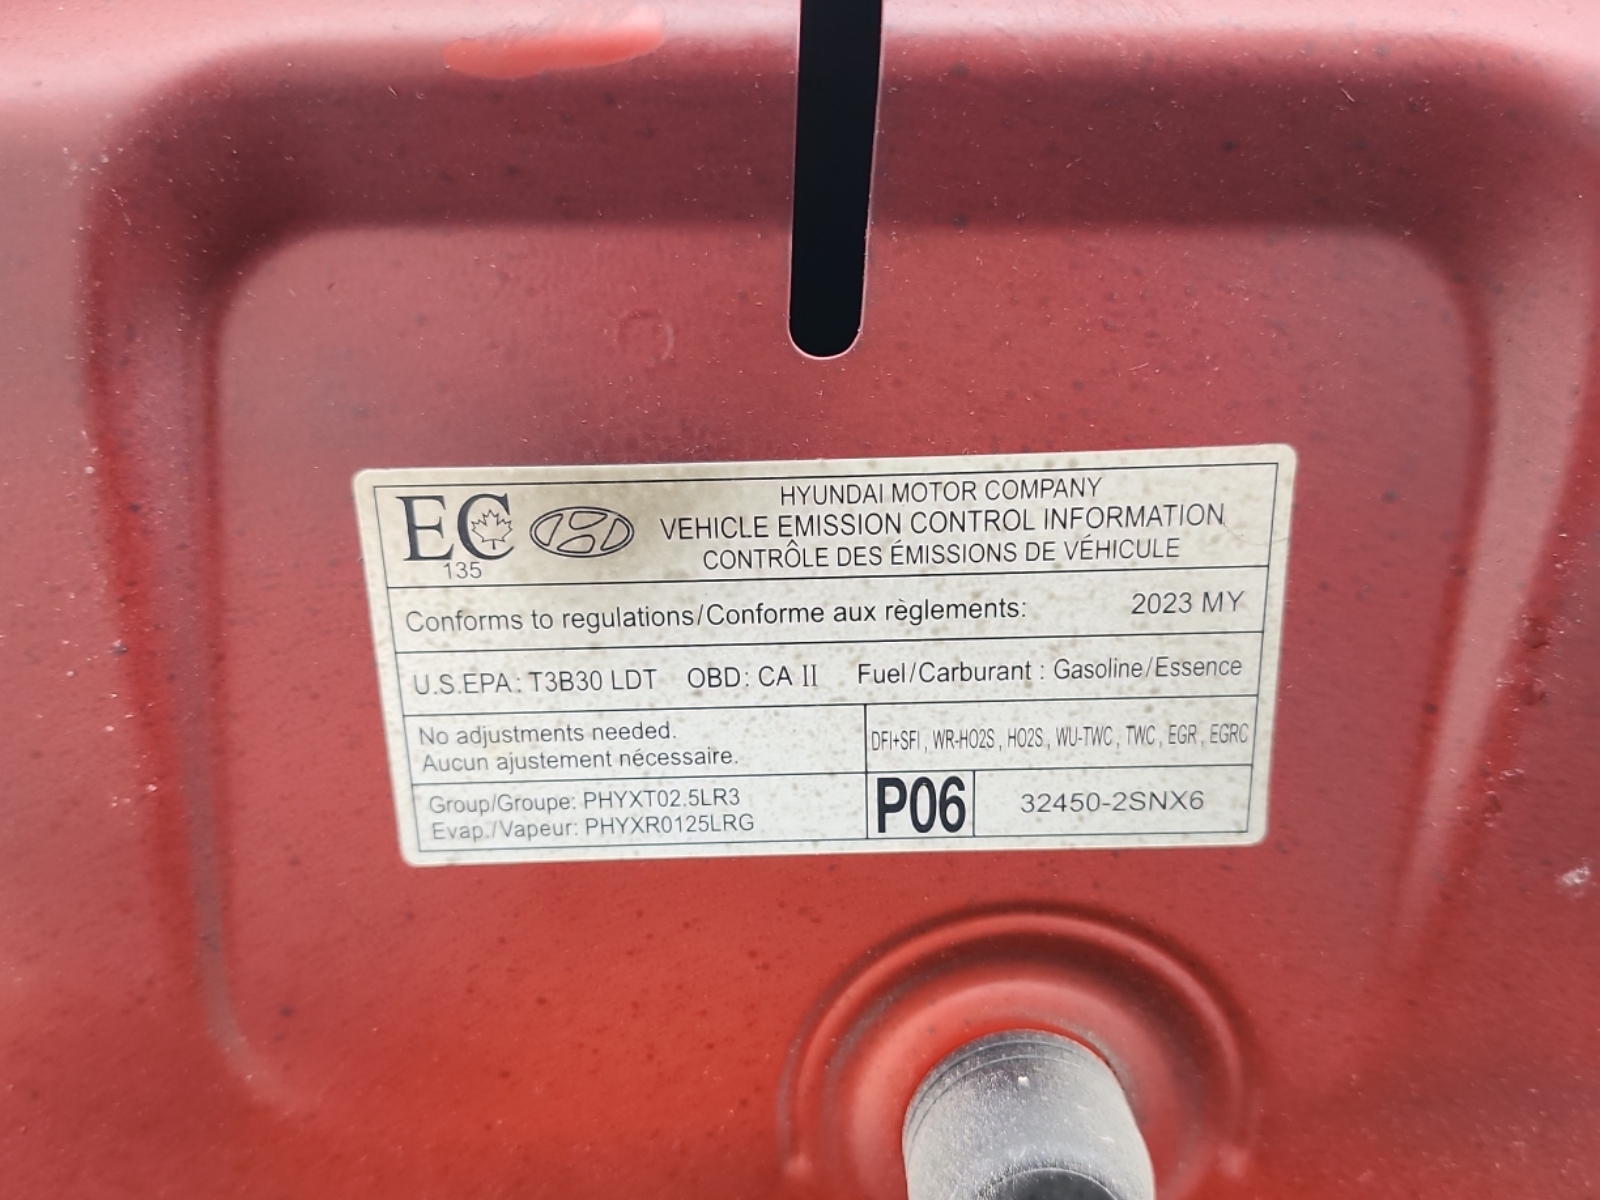 EC
135
HYUNDAI MOTOR COMPANY
VEHICLE EMISSION CONTROL INFORMATION
CONTRÔLE DES ÉMISSIONS DE VÉHICULE
Conforms to regulations/Conforme aux règlements: 2023 MY
U.S.EPA: T3B30 LDT OBD: CA II Fuel/Carburant : Gasoline/Essence
No adjustments needed.
Aucun ajustement nécessaire.
DFI+SFI , WR-HO2S , HO2S , WU-TWC , TWC , EGR , EGRC
Group/Groupe: PHYXT02.5LR3
Evap./Vapeur: PHYXR0125LRG
P06
32450-2SNX6